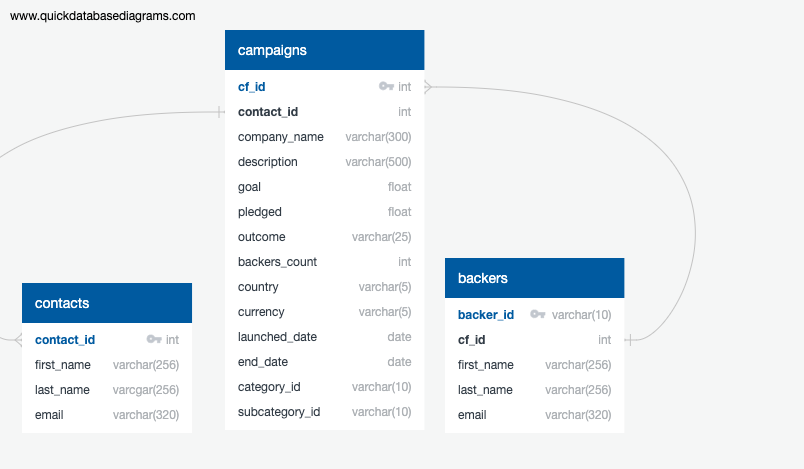 www.quickdatabasediagrams.com
campaigns
cf_id int
contact_id int
company_name varchar(300)
description varchar(500)
goal float
pledged float
outcome varchar(25)
backers_count int
country varchar(5)
currency varchar(5)
launched_date date
end_date date
category_id varchar(10)
subcategory_id varchar(10)
contacts
contact_id int
first_name varchar(256)
last_name varcgar(256)
email varchar(320)
backers
backer_id varchar(10)
cf_id int
first_name varchar(256)
last_name varchar(256)
email varchar(320)